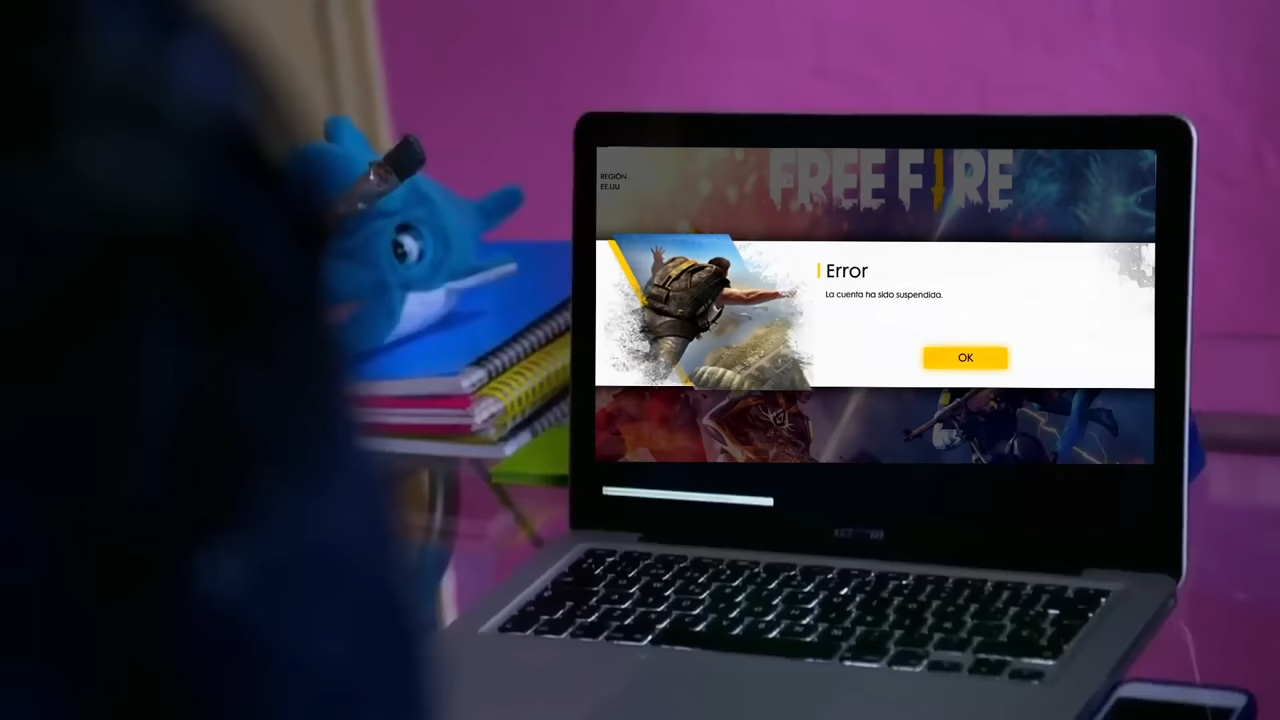 FREE FIRE
REGIÓN:
EE.UU
Error
La cuenta ha sido suspendida.
OK